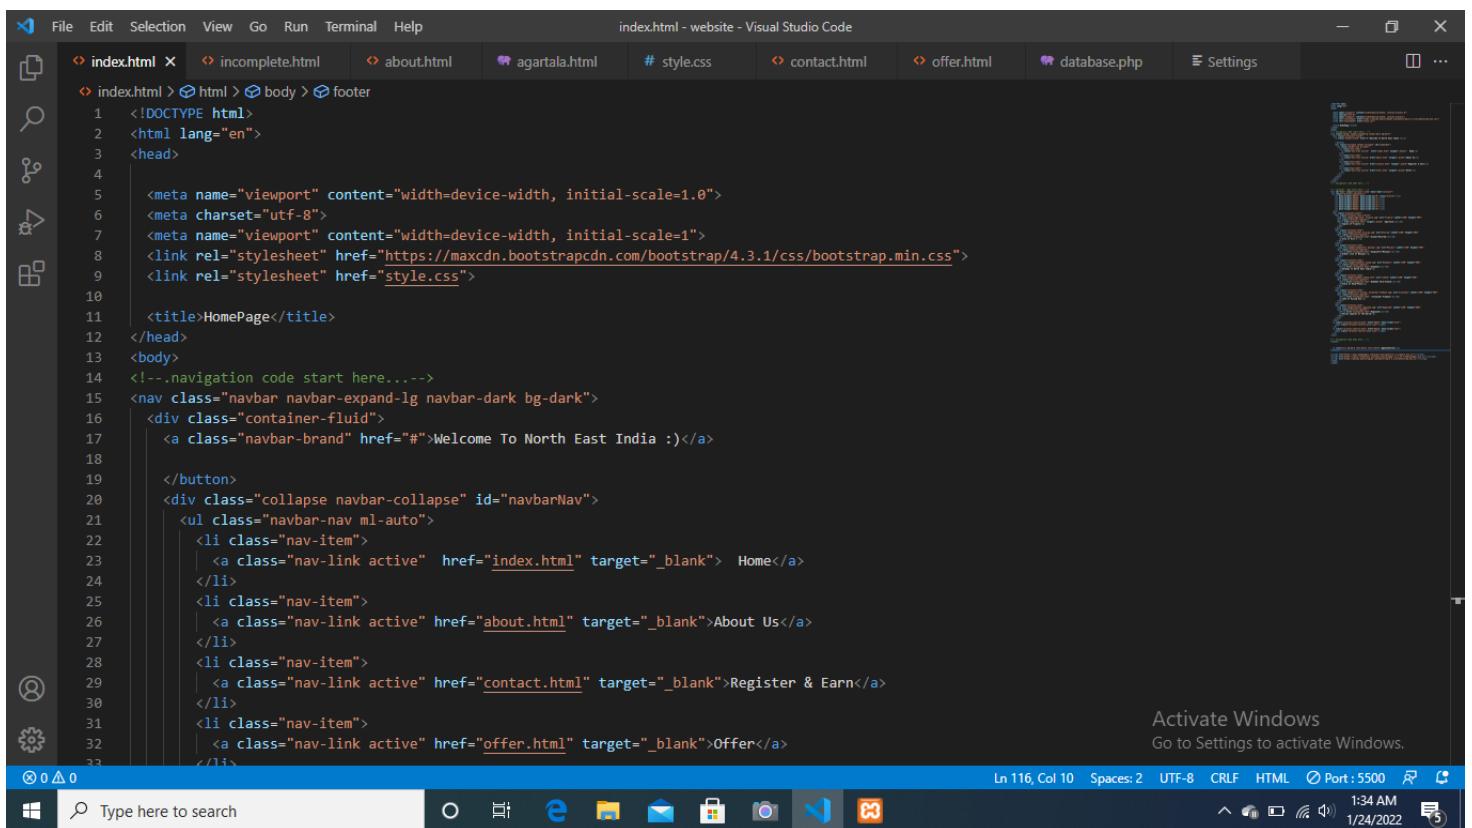 File Edit Selection View Go Run Terminal Help index.html - website - Visual Studio Code
index.html incomplete.html about.html agartala.html # style.css contact.html offer.html database.php Settings
index.html > html > body > footer
1 <!DOCTYPE html>
2 <html lang="en">
3 <head>
4
5 <meta name="viewport" content="width=device-width, initial-scale=1.0">
6 <meta charset="utf-8">
7 <meta name="viewport" content="width=device-width, initial-scale=1">
8 <link rel="stylesheet" href="https://maxcdn.bootstrapcdn.com/bootstrap/4.3.1/css/bootstrap.min.css">
9 <link rel="stylesheet" href="style.css">
10
11 <title>HomePage</title>
12 </head>
13 <body>
14 <!--.navigation code start here...-->
15 <nav class="navbar navbar-expand-lg navbar-dark bg-dark">
16 <div class="container-fluid">
17 <a class="navbar-brand" href="#">Welcome To North East India :)</a>
18
19 </button>
20 <div class="collapse navbar-collapse" id="navbarNav">
21 <ul class="navbar-nav ml-auto">
22 <li class="nav-item">
23 <a class="nav-link active"  href="index.html" target="_blank">  Home</a>
24 </li>
25 <li class="nav-item">
26 <a class="nav-link active" href="about.html" target="_blank">About Us</a>
27 </li>
28 <li class="nav-item">
29 <a class="nav-link active" href="contact.html" target="_blank">Register & Earn</a>
30 </li>
31 <li class="nav-item">
32 <a class="nav-link active" href="offer.html" target="_blank">Offer</a>
33 </li>
Activate Windows
Go to Settings to activate Windows.
0 0 Ln 116, Col 10 Spaces: 2 UTF-8 CRLF HTML Port : 5500
Type here to search 1:34 AM
1/24/2022 5